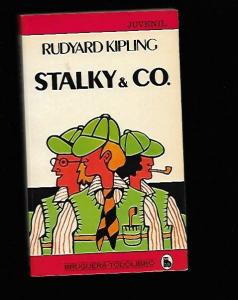 JUVENIL
RUDYARD KIPLING
STALKY & CO.
BRUGUERA-TODOLIBRO